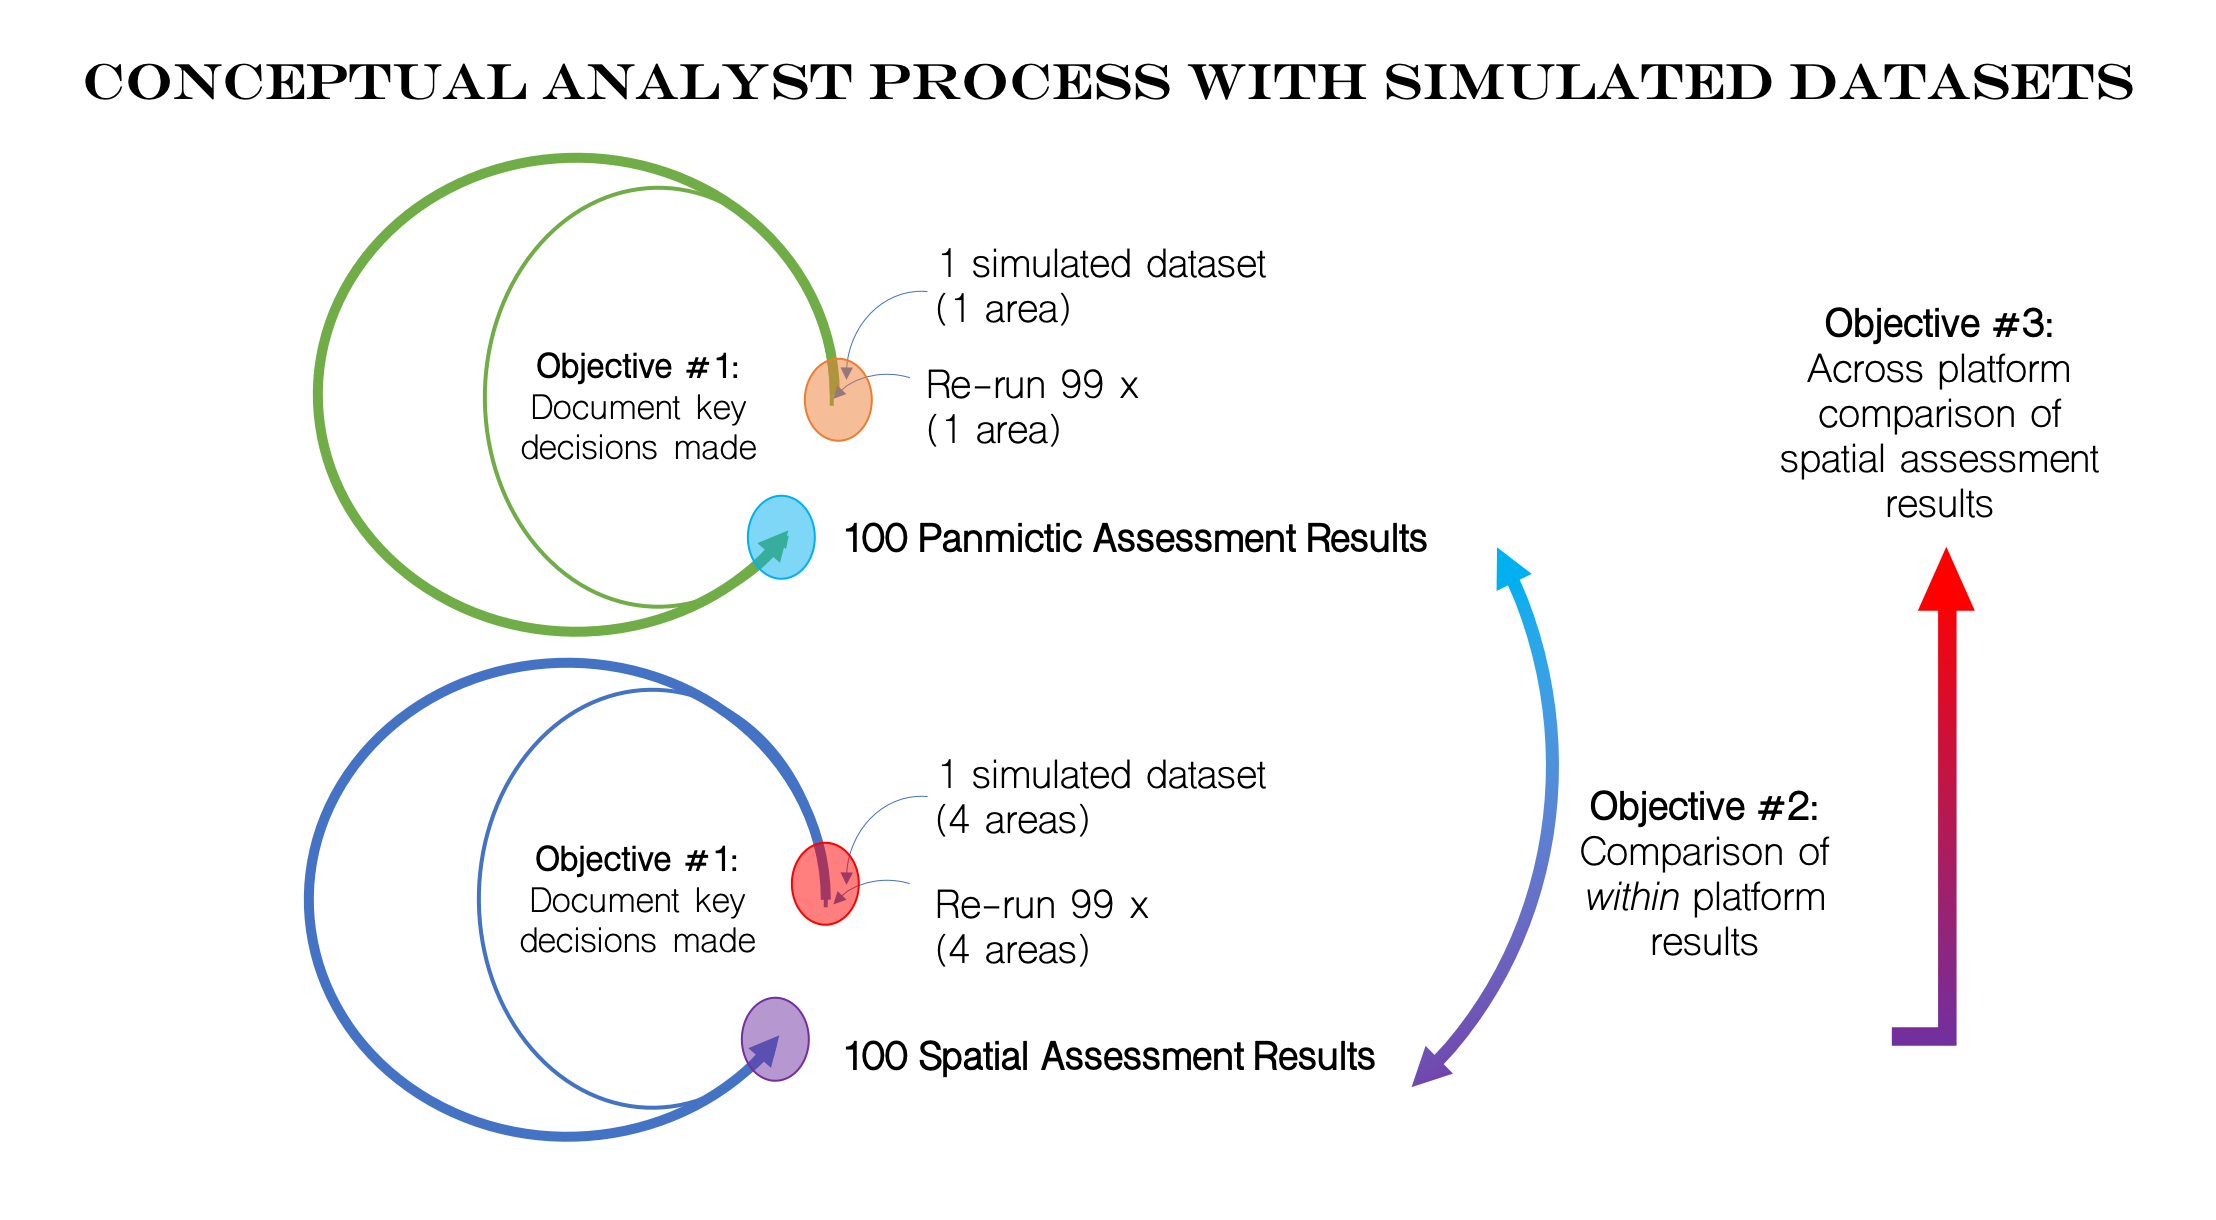 CONCEPTUAL ANALYST PROCESS WITH SIMULATED DATASETS
1 simulated dataset
(1 area)
Objective #1:
Document key
decisions made
Re-run 99 x
(1 area)
100 Panmictic Assessment Results
Objective #3:
Across platform
comparison of
spatial assessment
results
1 simulated dataset
(4 areas)
Objective #1:
Document key
decisions made
Re-run 99 x
(4 areas)
100 Spatial Assessment Results
Objective #2:
Comparison of
within platform
results